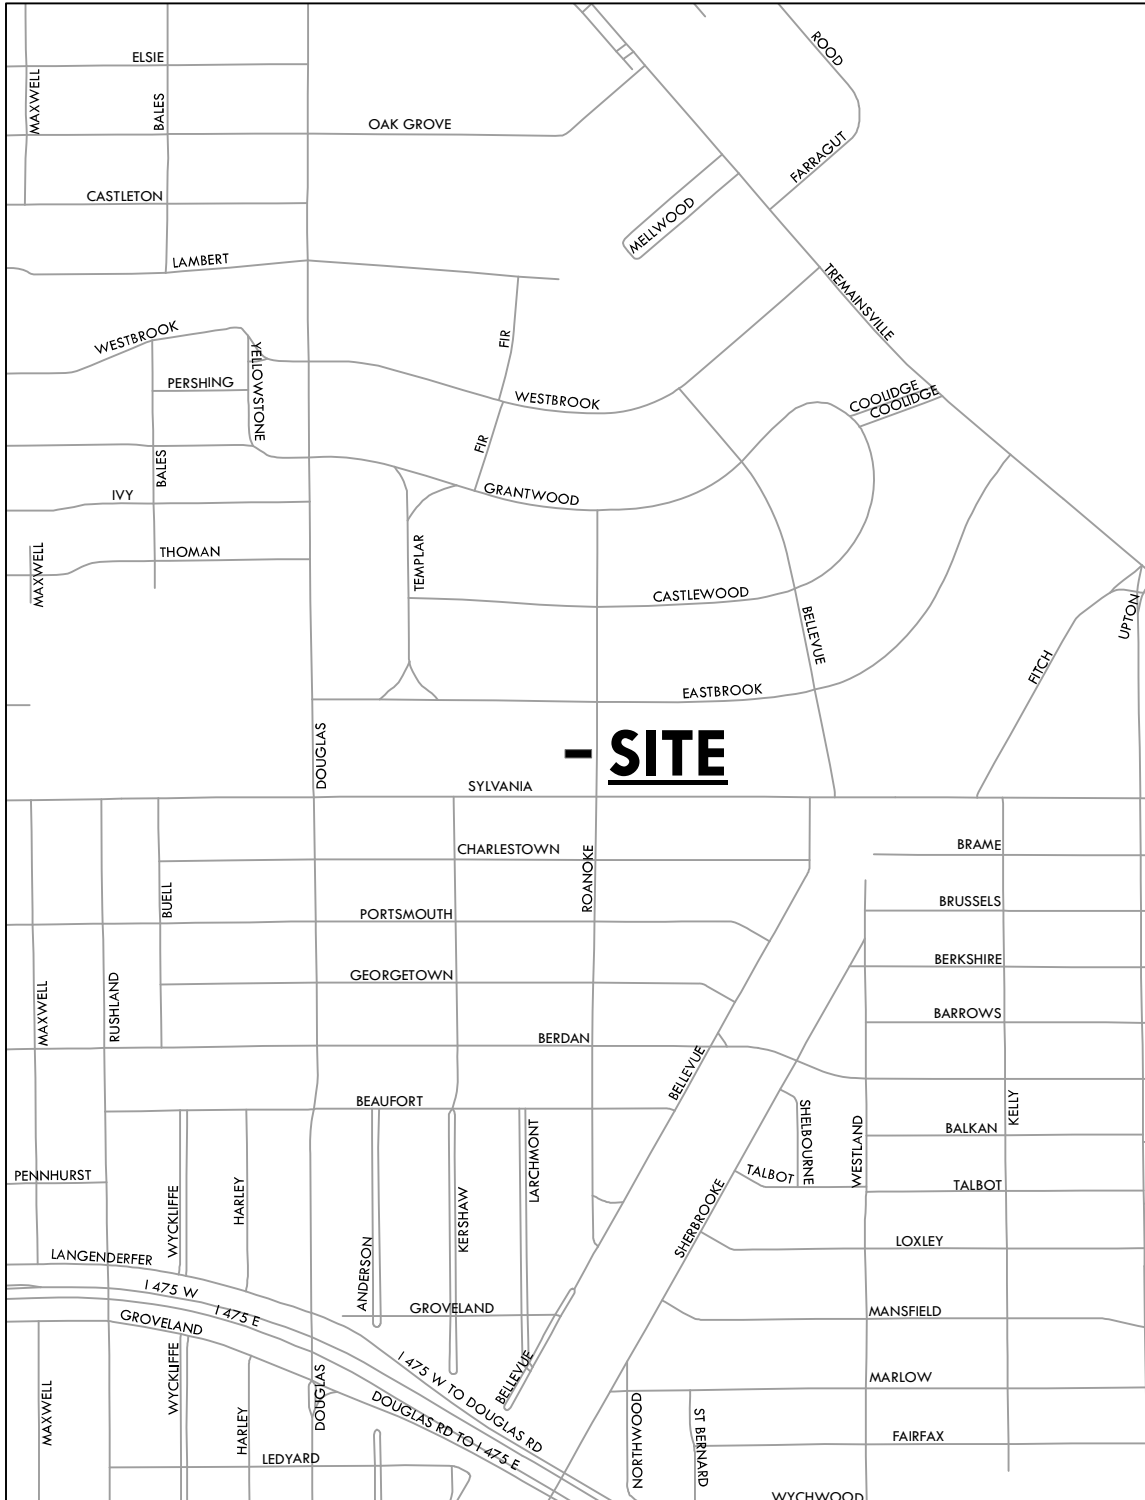 ELSIE
ROOD
MAXWELL
BALES
OAK GROVE
FARRAGUT
CASTLETON
MELLWOOD
LAMBERT
TREMAINSVILLE
WESTBROOK
FIR
YELLOWSTONE
PERSHING
WESTBROOK
COOLIDGE
COOLIDGE
FIR
BALES
IVY
GRANTWOOD
THOMAN
MAXWELL
TEMPLAR
CASTLEWOOD
BELLEVUE
UPTON
FITCH
EASTBROOK
DOUGLAS
- SITE
SYLVANIA
CHARLESTOWN
BRAME
ROANOKE
BUELL
PORTSMOUTH
BRUSSELS
GEORGETOWN
BERKSHIRE
MAXWELL
RUSHLAND
BARROWS
BERDAN
BELLEVUE
BEAUFORT
KELLY
SHELBOURNE
WESTLAND
BALKAN
LARCHMONT
PENNHURST
TALBOT
TALBOT
WYCKLIFFE
HARLEY
KERSHAW
SHERBROOKE
LOXLEY
LANGENDERFER
ANDERSON
I 475 W
I 475 E
GROVELAND
GROVELAND
MANSFIELD
WYCKLIFFE
MAXWELL
DOUGLAS
I 475 W TO DOUGLAS RD
BELLEVUE
MARLOW
DOUGLAS RD TO I 475 E
HARLEY
NORTHWOOD
ST BERNARD
FAIRFAX
LEDYARD
WYCHWOOD